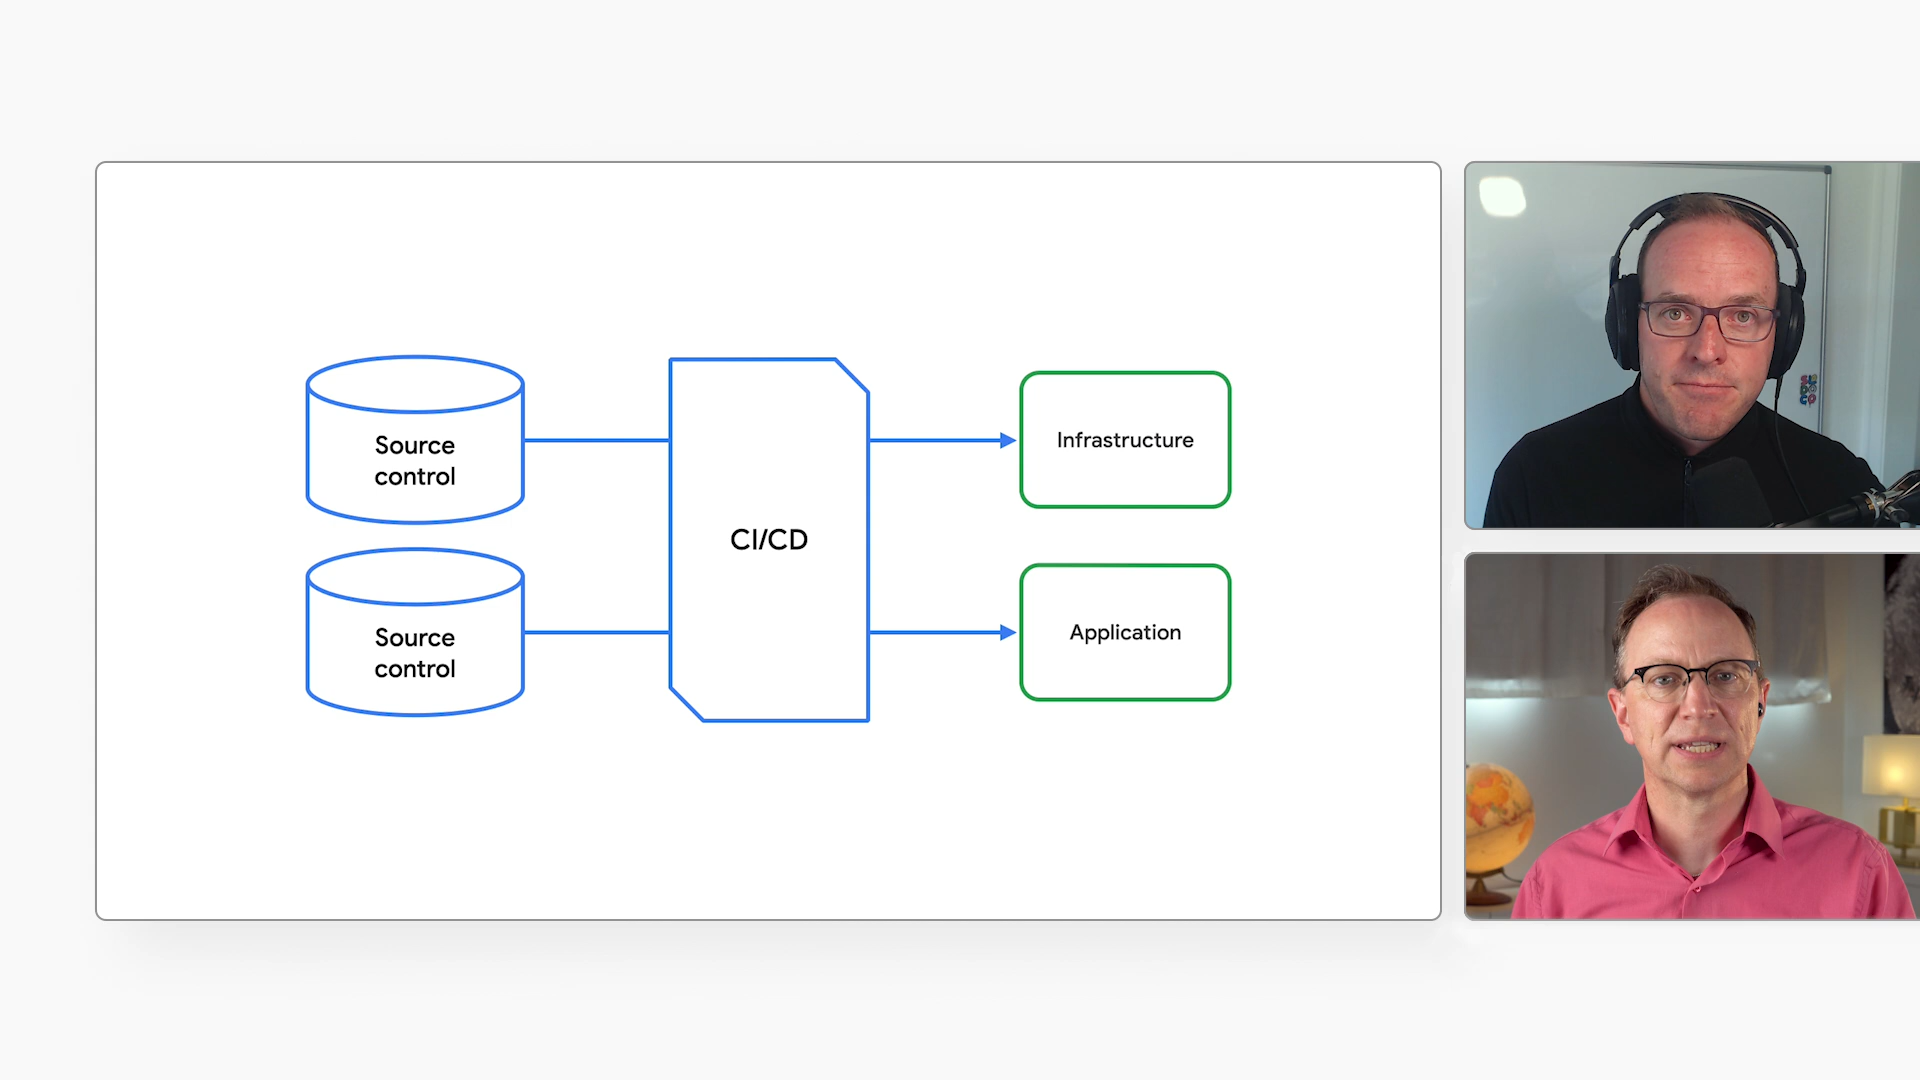 Source
control
CI/CD
Infrastructure
Source
control
Application